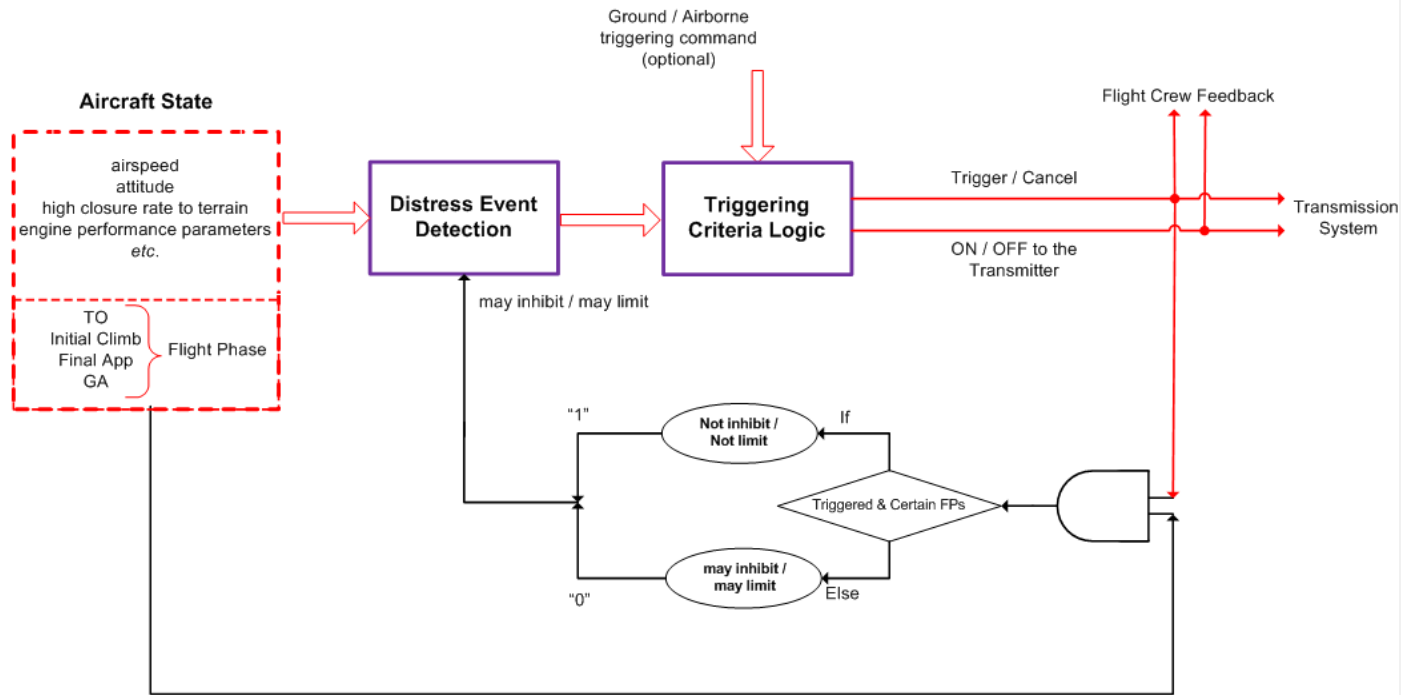 Ground / Airborne
triggering command
(optional)
Aircraft State
Flight Crew Feedback
airspeed
attitude
high closure rate to terrain
engine performance parameters
etc.
Distress Event
Detection
Triggering
Criteria Logic
Trigger / Cancel
Transmission
System
ON / OFF to the
Transmitter
may inhibit / may limit
TO
Initial Climb
Final App
GA
Flight Phase
“1”
Not inhibit /
Not limit
If
Triggered & Certain FPs
may inhibit /
may limit
“0”
Else